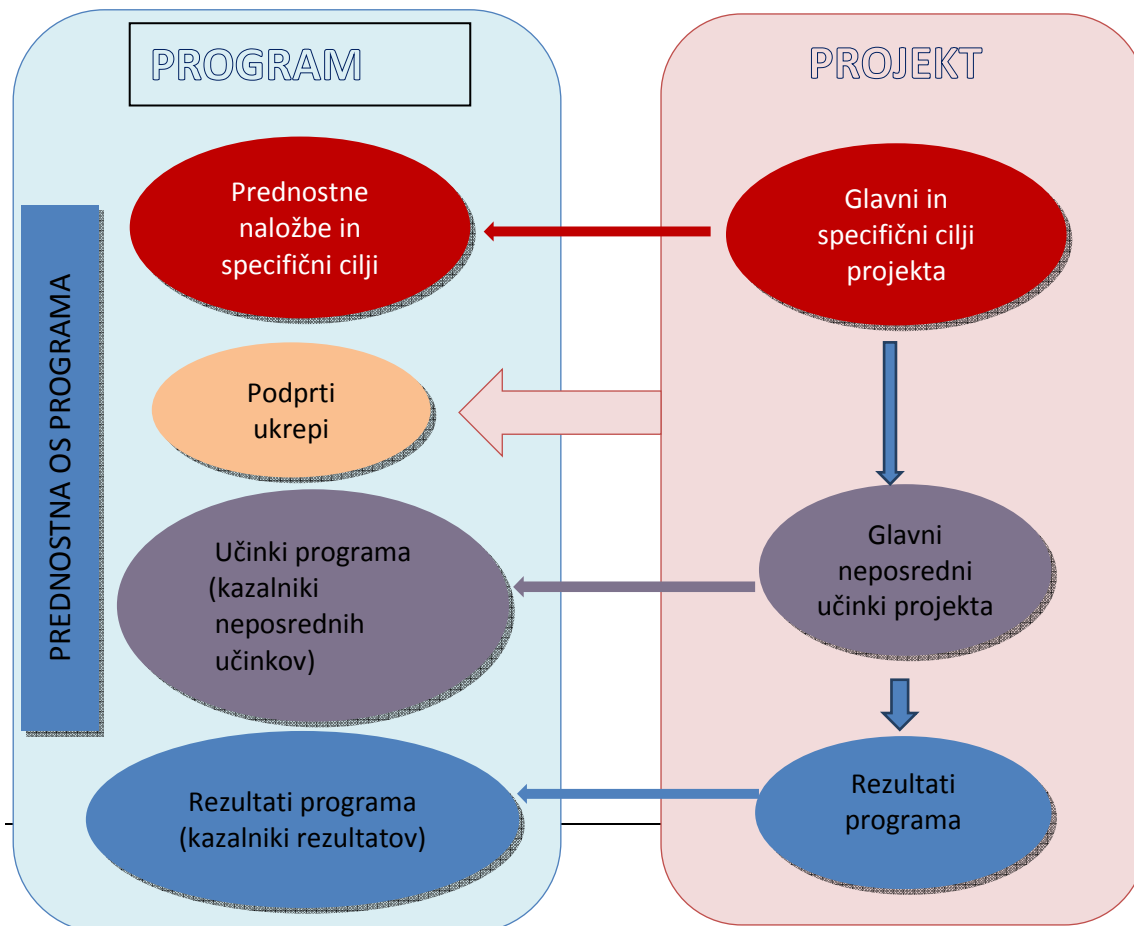 PROGRAM
PREDNOSTNA OS PROGRAMA
Prednostne
naložbe in
specifični cilji
Podprti
ukrepi
Učinki programa
(kazalniki
neposrednih
učinkov)
Rezultati programa
(kazalniki rezultatov)
PROJEKT
Glavni in
specifični cilji
projekta
Glavni
neposredni
učinki projekta
Rezultati
programa